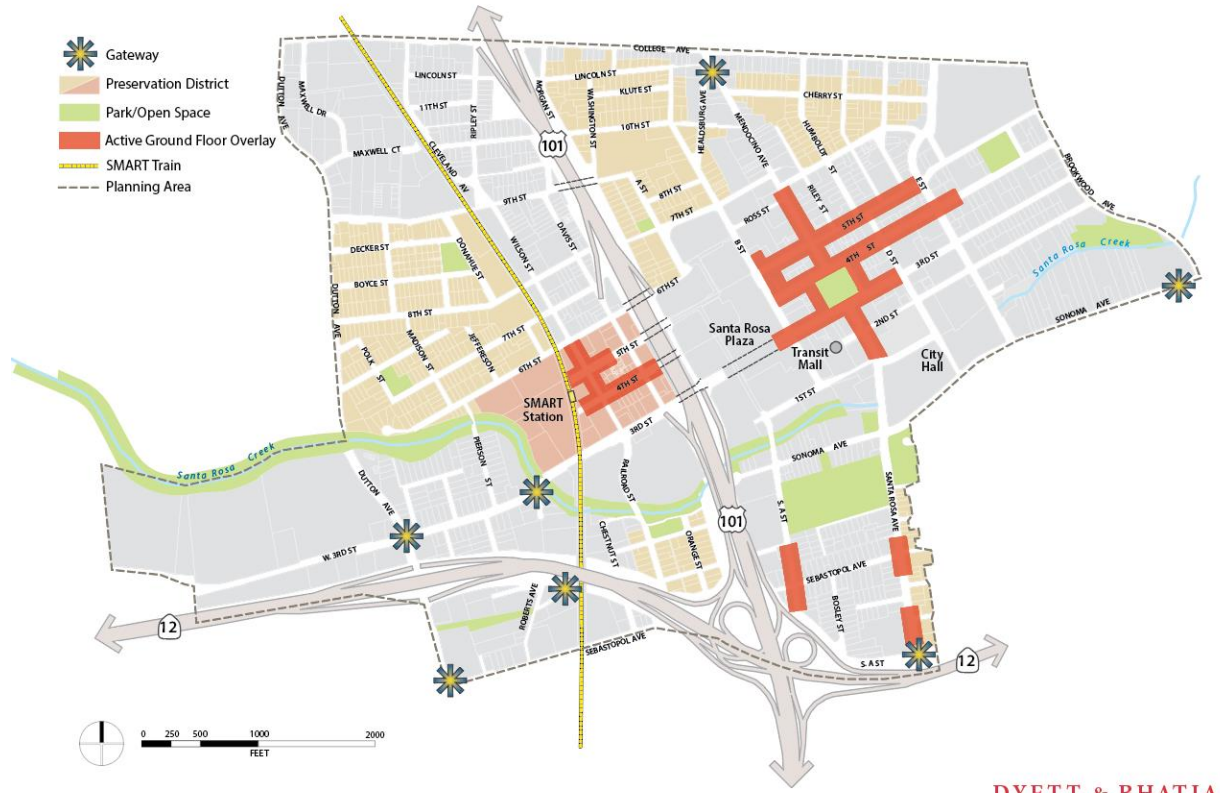 Gateway
Preservation District
Park/Open Space
Active Ground Floor Overlay
SMART Train
Planning Area
COLLEGE AVE
DUTTON AVE
MAXWELL DR
LINCOLN ST
11TH ST
RIPLEY ST
MAXWELL CT
CLEVELAND AV
MORGAN ST
LINCOLN ST
WASHINGTON ST
KLUTE ST
10TH ST
HEALDSBURG AVE
MENDOCINO AVE
CHERRY ST
HUMBOLDT ST
101
9TH ST
DAVIS ST
WILSON ST
A ST
8TH ST
7TH ST
B ST
ROSS ST
RILEY ST
E ST
5TH ST
4TH ST
D ST
3RD ST
2ND ST
BROOKWOOD AVE
Santa Rosa Creek
SONOMA AVE
DECKER ST
DONAHUE ST
BOYCE ST
DUTTON AVE
8TH ST
POLK ST
MADISON ST
JEFFERESON
7TH ST
6TH ST
6TH ST
5TH ST
4TH ST
3RD ST
SMART
Station
Santa Rosa
Plaza
Transit
Mall
City
Hall
1ST ST
SONOMA AVE
Santa Rosa Creek
DUTTON AVE
PIERSON ST
RAILROAD ST
CHESTNUT ST
ORANGE ST
101
S. A ST
SANTA ROSA AVE
W. 3RD ST
ROBERTS AVE
SEBASTOPOL AVE
SEBASTOPOL AVE
BOSLEY ST
S. A ST
12
12
0 250 500 1000 2000
FEET
DYETT & BHATIA